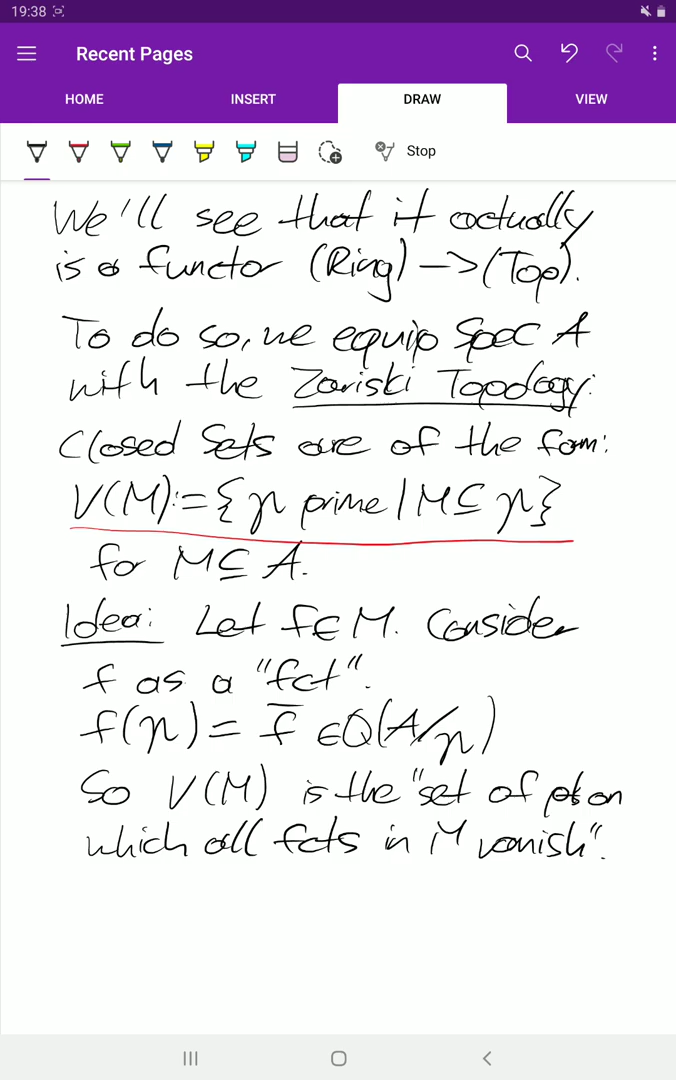 19:38
Recent Pages
HOME INSERT DRAW VIEW
Stop
We'll see that it actually
is a functor (Ring) -> (Top).
To do so, we equip Spec A
with the Zariski Topology:
Closed Sets are of the form:
V(M) := {𝔭 prime | M ⊆ 𝔭}
for M ⊆ A.
Idea: Let f ∈ M. Consider
f as a "fct".
f(𝔭) = f̅ ∈ Q(A/𝔭)
So V(M) is the "set of pts on
which all fcts in M vanish".